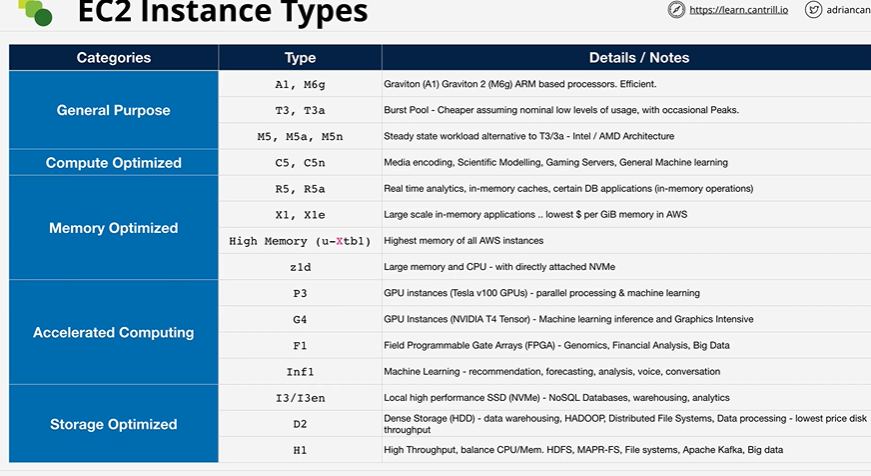 EC2 Instance Types
https://learn.cantrill.io
adriancan
Categories Type Details / Notes
General Purpose
A1, M6g Graviton (A1) Graviton 2 (M6g) ARM based processors. Efficient.
T3, T3a Burst Pool - Cheaper assuming nominal low levels of usage, with occasional Peaks.
M5, M5a, M5n Steady state workload alternative to T3/3a - Intel / AMD Architecture
Compute Optimized
C5, C5n Media encoding, Scientific Modelling, Gaming Servers, General Machine learning
Memory Optimized
R5, R5a Real time analytics, in-memory caches, certain DB applications (in-memory operations)
X1, X1e Large scale in-memory applications .. lowest $ per GiB memory in AWS
High Memory (u-Xtb1) Highest memory of all AWS instances
z1d Large memory and CPU - with directly attached NVMe
Accelerated Computing
P3 GPU instances (Tesla v100 GPUs) - parallel processing & machine learning
G4 GPU Instances (NVIDIA T4 Tensor) - Machine learning inference and Graphics Intensive
F1 Field Programmable Gate Arrays (FPGA) - Genomics, Financial Analysis, Big Data
Inf1 Machine Learning - recommendation, forecasting, analysis, voice, conversation
Storage Optimized
I3/I3en Local high performance SSD (NVMe) - NoSQL Databases, warehousing, analytics
D2 Dense Storage (HDD) - data warehousing, HADOOP, Distributed File Systems, Data processing - lowest price disk
throughput
H1 High Throughput, balance CPU/Mem. HDFS, MAPR-FS, File systems, Apache Kafka, Big data